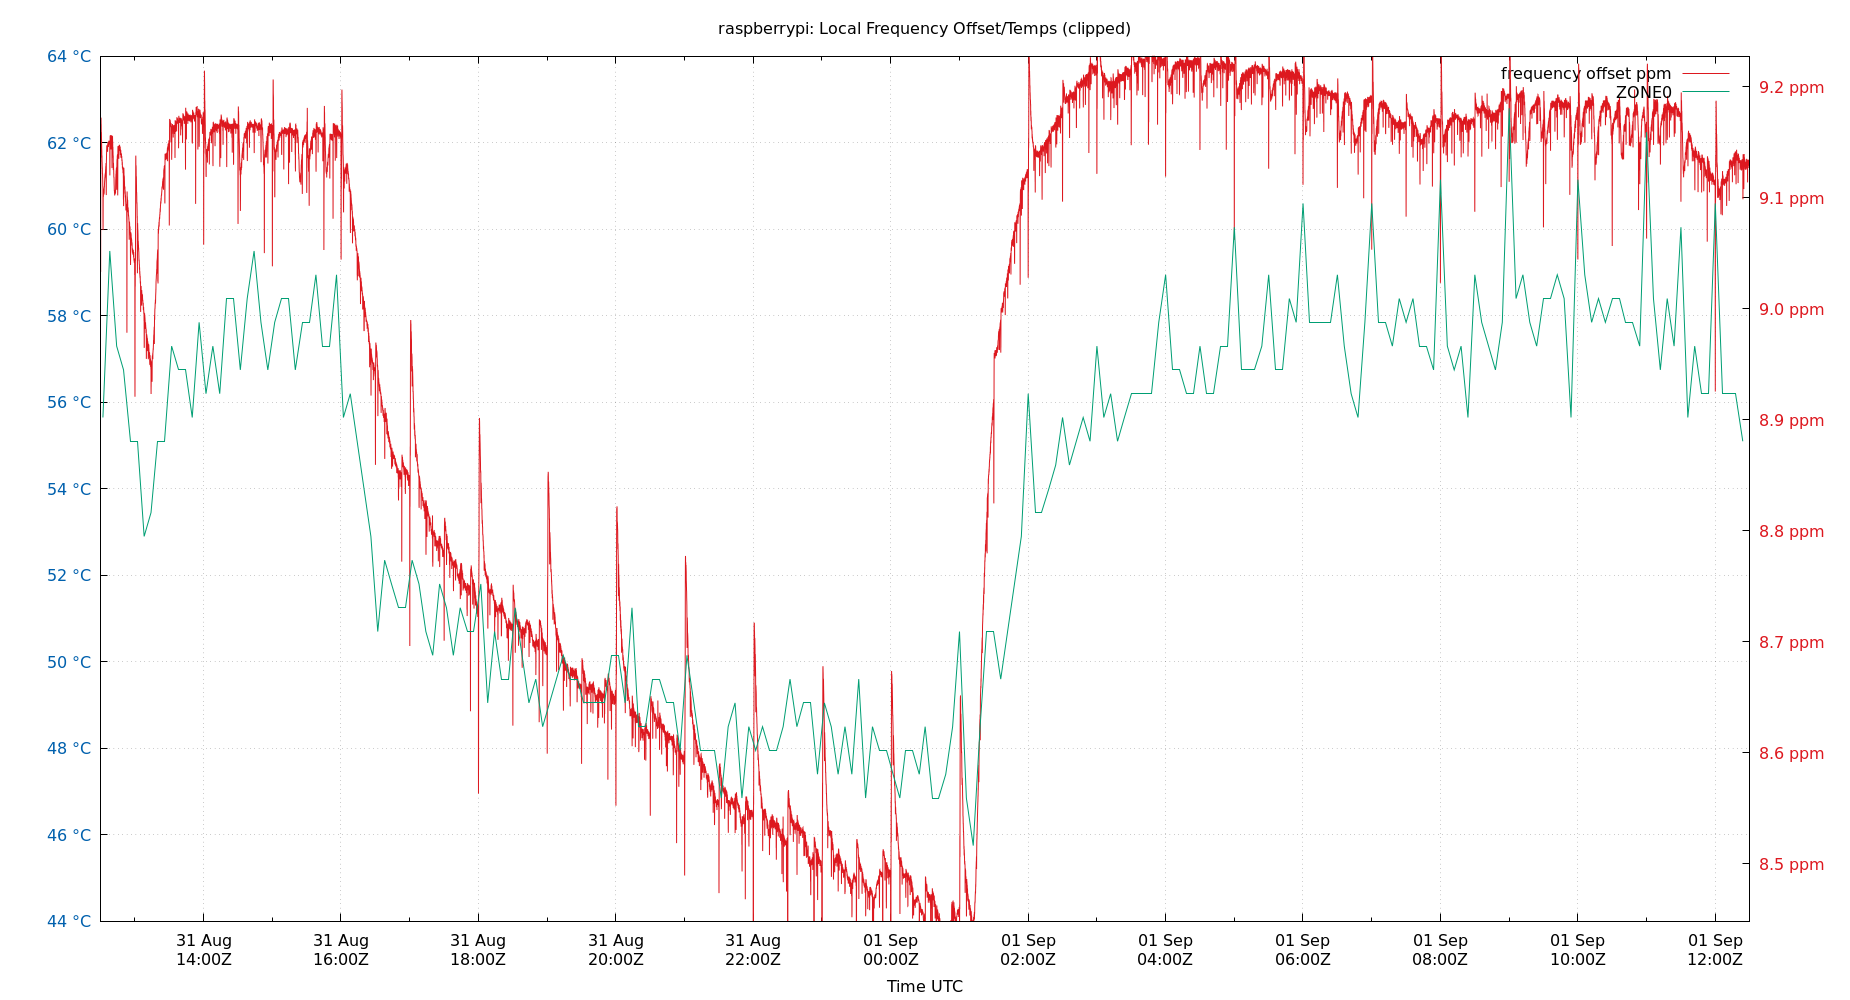 raspberrypi: Local Frequency Offset/Temps (clipped)
64 °C
62 °C
60 °C
58 °C
56 °C
54 °C
52 °C
50 °C
48 °C
46 °C
44 °C
frequency offset ppm
ZONE0
9.2 ppm
9.1 ppm
9.0 ppm
8.9 ppm
8.8 ppm
8.7 ppm
8.6 ppm
8.5 ppm
31 Aug 31 Aug 31 Aug 31 Aug 31 Aug 01 Sep 01 Sep 01 Sep 01 Sep 01 Sep 01 Sep 01 Sep
14:00Z 16:00Z 18:00Z 20:00Z 22:00Z 00:00Z 02:00Z 04:00Z 06:00Z 08:00Z 10:00Z 12:00Z
Time UTC